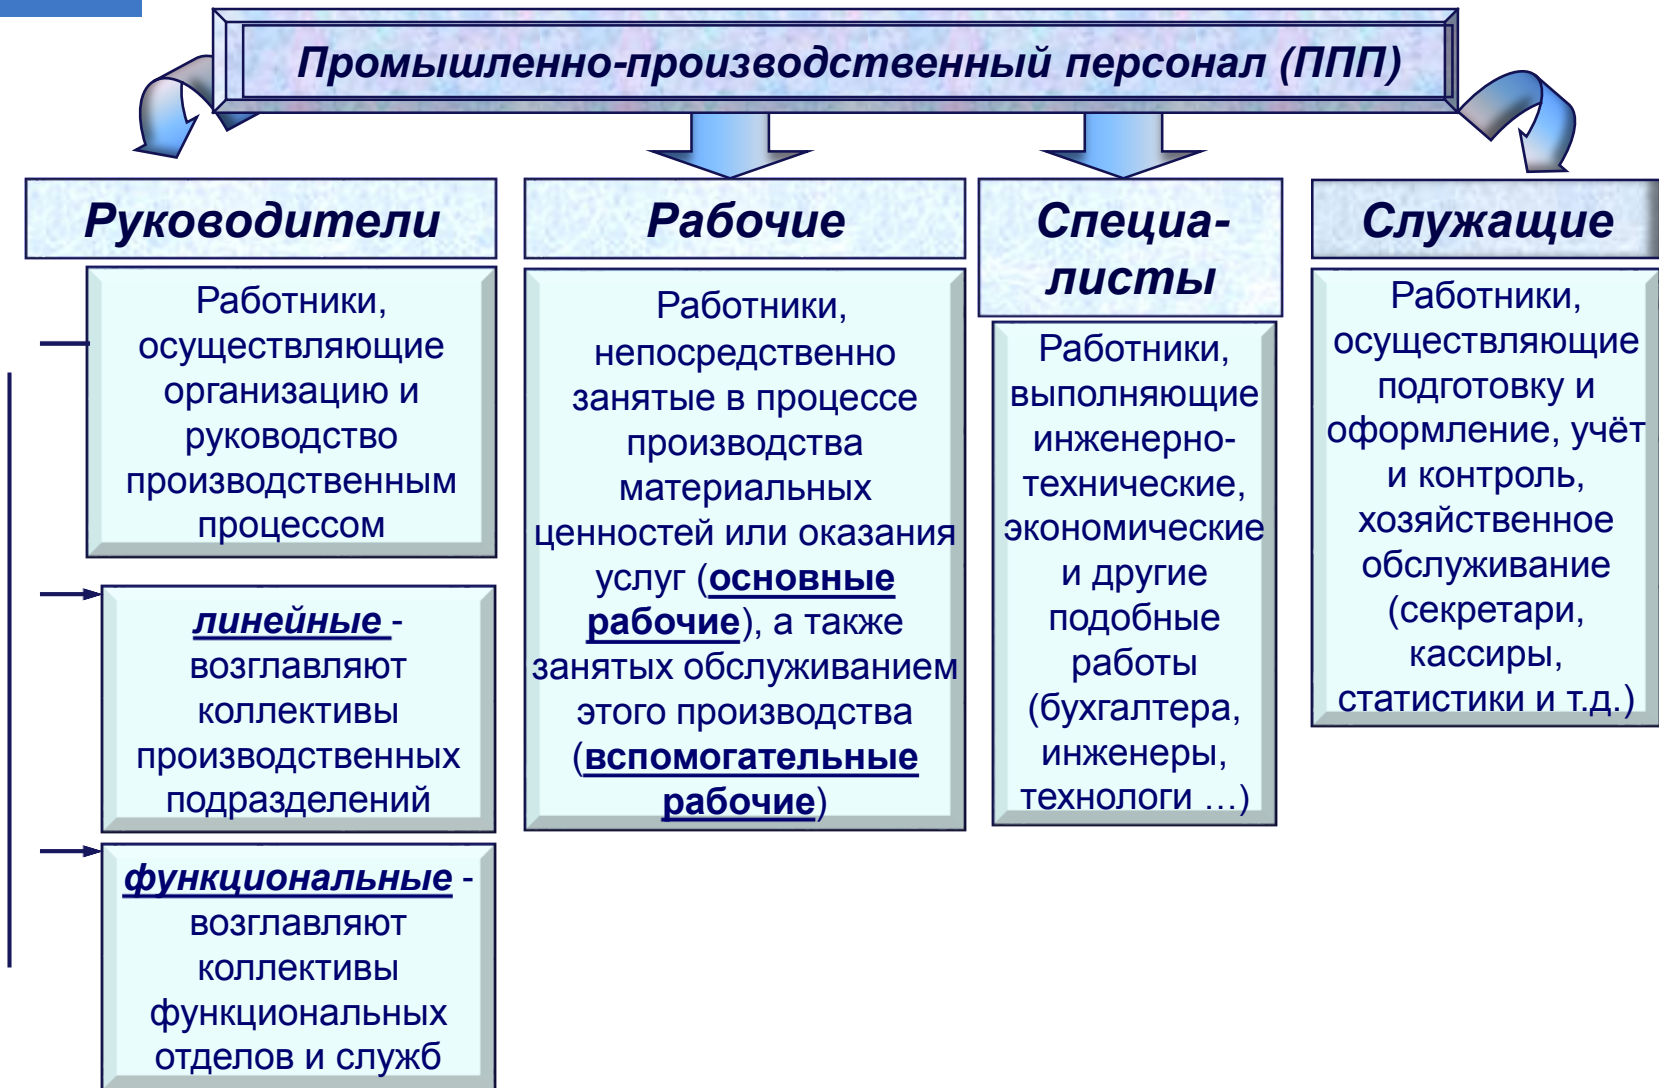 Промышленно-производственный персонал (ППП)
Руководители
Работники,
осуществляющие
организацию и
руководство
производственным
процессом
линейные -
возглавляют
коллективы
производственных
подразделений
функциональные -
возглавляют
коллективы
функциональных
отделов и служб
Рабочие
Работники,
непосредственно
занятые в процессе
производства
материальных
ценностей или оказания
услуг (основные
рабочие), а также
занятых обслуживанием
этого производства
(вспомогательные
рабочие)
Специа-
листы
Работники,
выполняющие
инженерно-
технические,
экономические
и другие
подобные
работы
(бухгалтера,
инженеры,
технологи ...)
Служащие
Работники,
осуществляющие
подготовку и
оформление, учёт
и контроль,
хозяйственное
обслуживание
(секретари,
кассиры,
статистики и т.д.)